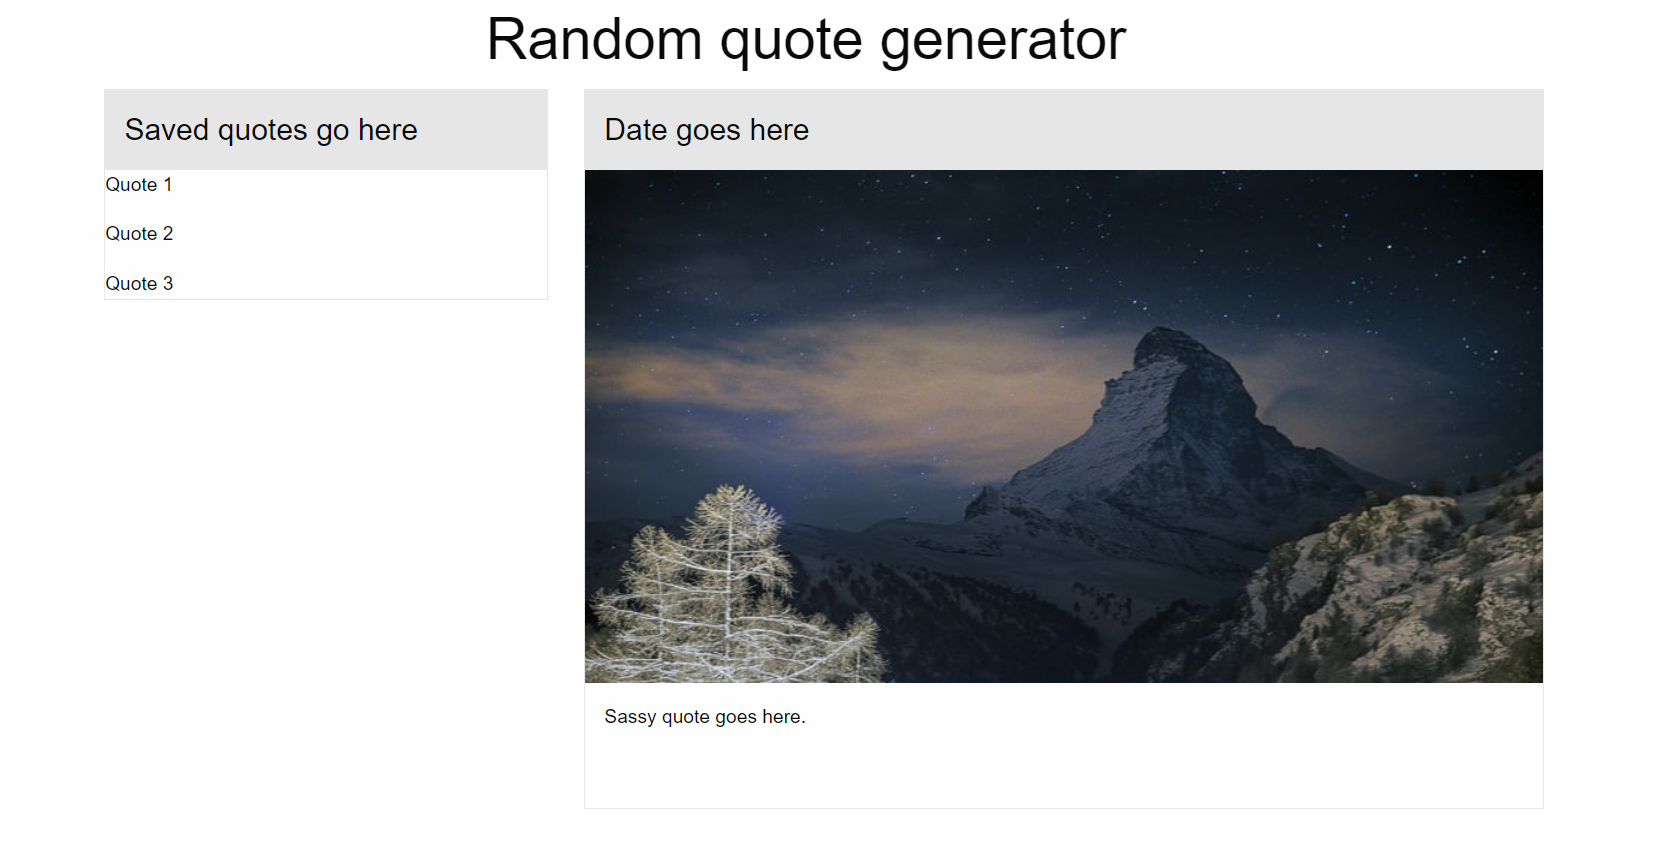 Random quote generator
Saved quotes go here
Quote 1
Quote 2
Quote 3
Date goes here
Sassy quote goes here.